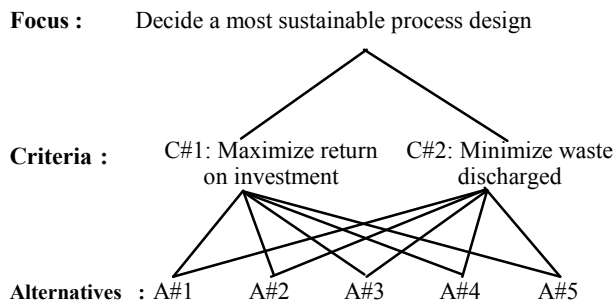 Focus : Decide a most sustainable process design
Criteria : C#1: Maximize return on investment
C#2: Minimize waste discharged
Alternatives : A#1 A#2 A#3 A#4 A#5